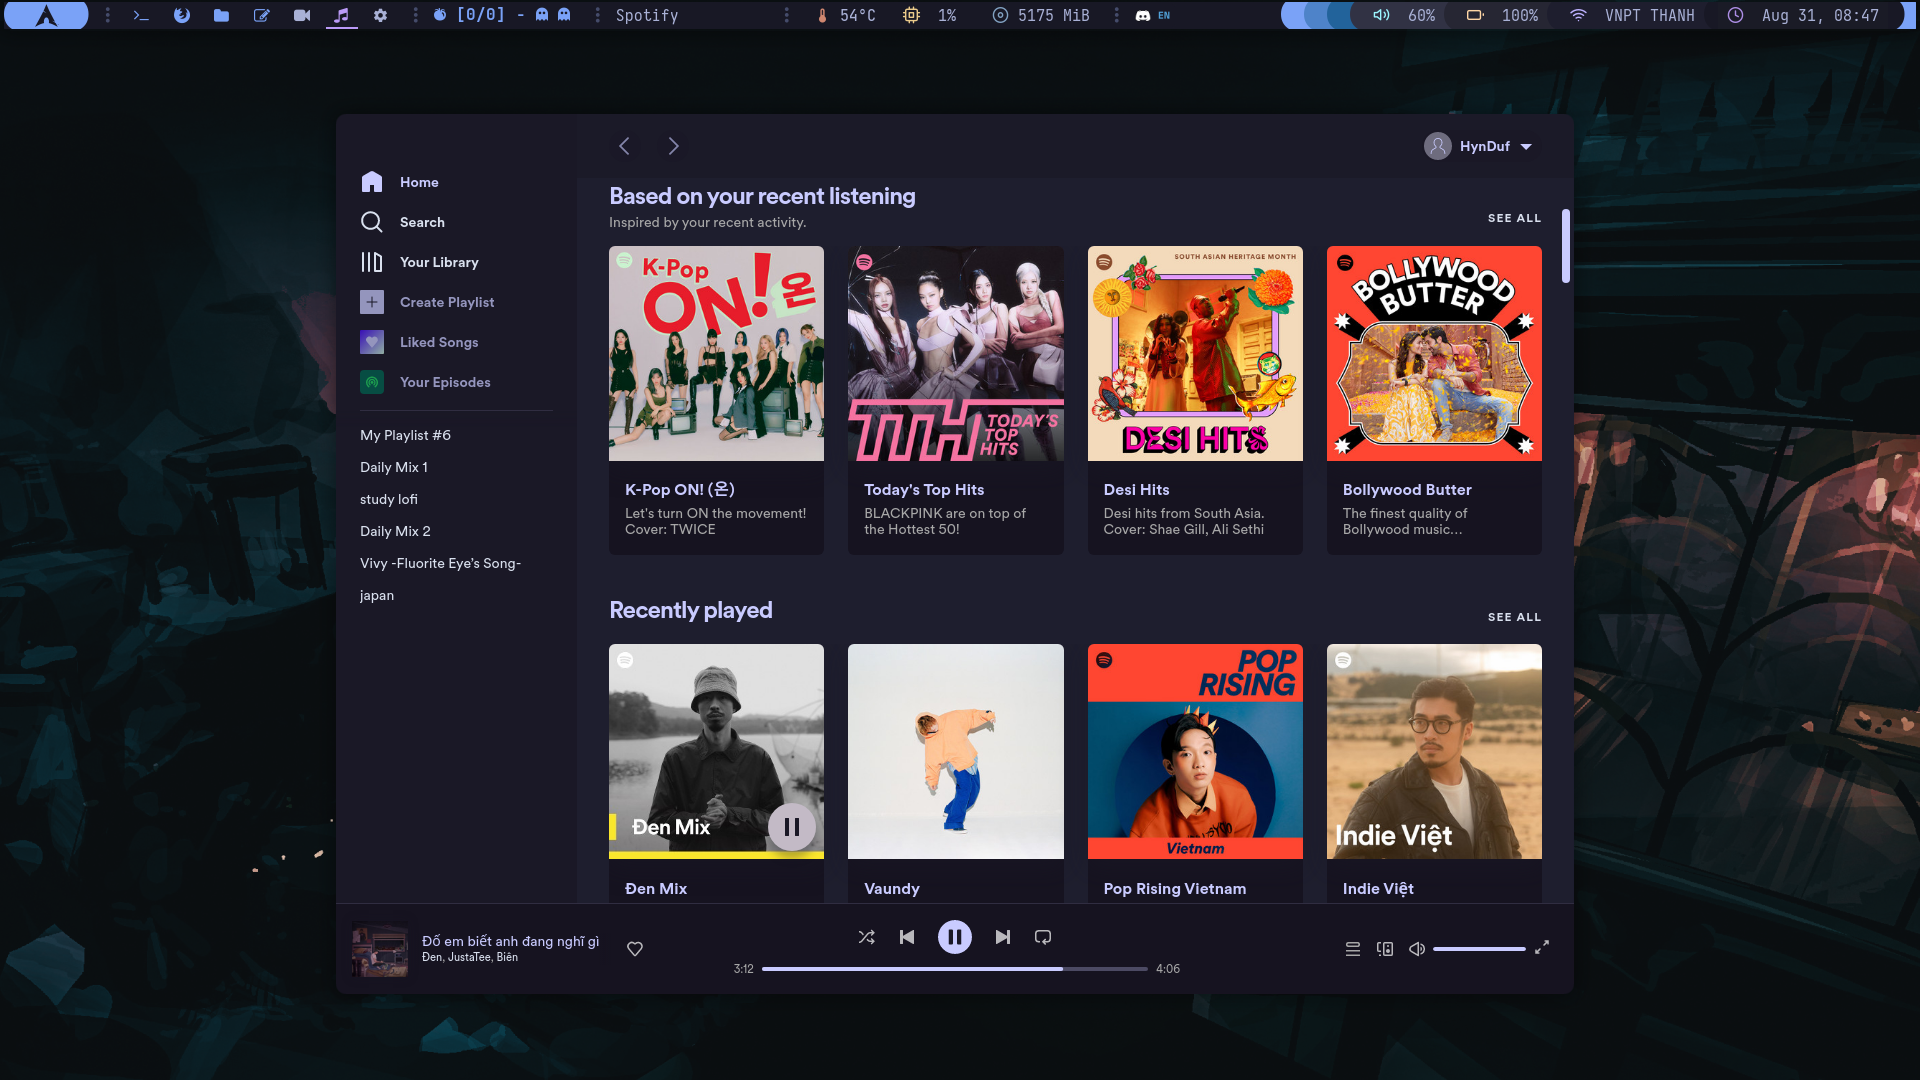 [0/0] - Spotify 54°C 1% 5175 MiB EN 60% 100% VNPT THANH Aug 31, 08:47
HynDuf
Home
Search
Your Library
Create Playlist
Liked Songs
Your Episodes
My Playlist #6
Daily Mix 1
study lofi
Daily Mix 2
Vivy -Fluorite Eye's Song-
japan
Based on your recent listening
Inspired by your recent activity.
SEE ALL
K-Pop
ON! 온
TODAY'S
TOP
HITS
TTH
SOUTH ASIAN HERITAGE MONTH
DESI HITS
BOLLYWOOD
BUTTER
K-Pop ON! (온)
Let's turn ON the movement!
Cover: TWICE
Today's Top Hits
BLACKPINK are on top of
the Hottest 50!
Desi Hits
Desi hits from South Asia.
Cover: Shae Gill, Ali Sethi
Bollywood Butter
The finest quality of
Bollywood music...
Recently played
SEE ALL
Đen Mix
POP
RISING
Vietnam
Indie Việt
Đen Mix
Vaundy
Pop Rising Vietnam
Indie Việt
Đố em biết anh đang nghĩ gì
Đen, JustaTee, Biên
3:12
4:06